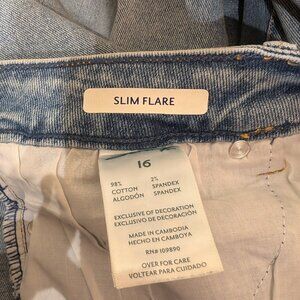 SLIM FLARE
16
98% 2%
COTTON SPANDEX
ALGODÓN SPANDEX
EXCLUSIVE OF DECORATION
EXCLUSIVO DE DECORACIÓN
MADE IN CAMBODIA
HECHO EN CAMBOYA
RN# 109890
OVER FOR CARE
VOLTEAR PARA CUIDADO